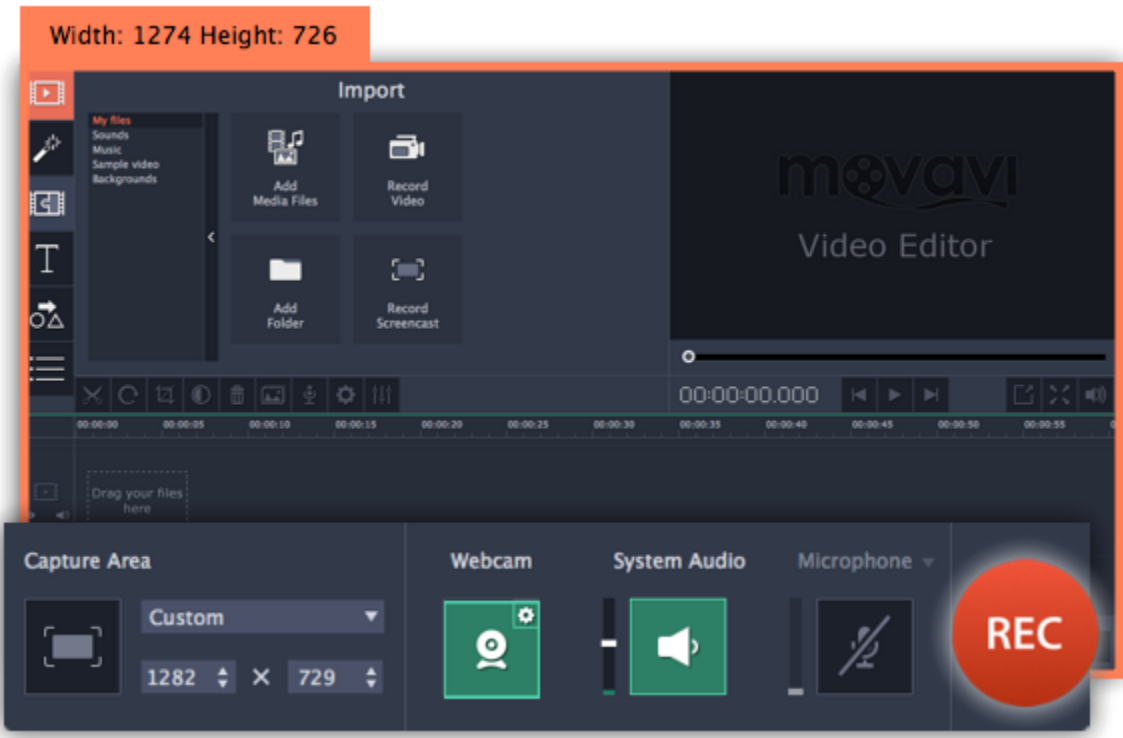 Width: 1274 Height: 726
Import
My files
Sounds
Music
Sample video
Backgrounds
Add
Media Files
Record
Video
Add
Folder
Record
Screencast
movavi
Video Editor
00:00:00.000
00:00:00 00:00:05 00:00:10 00:00:15 00:00:20 00:00:25 00:00:30 00:00:35 00:00:40 00:00:45 00:00:50 00:00:55
Drag your files
here
Capture Area
Custom
1282 × 729
Webcam
System Audio
Microphone
REC